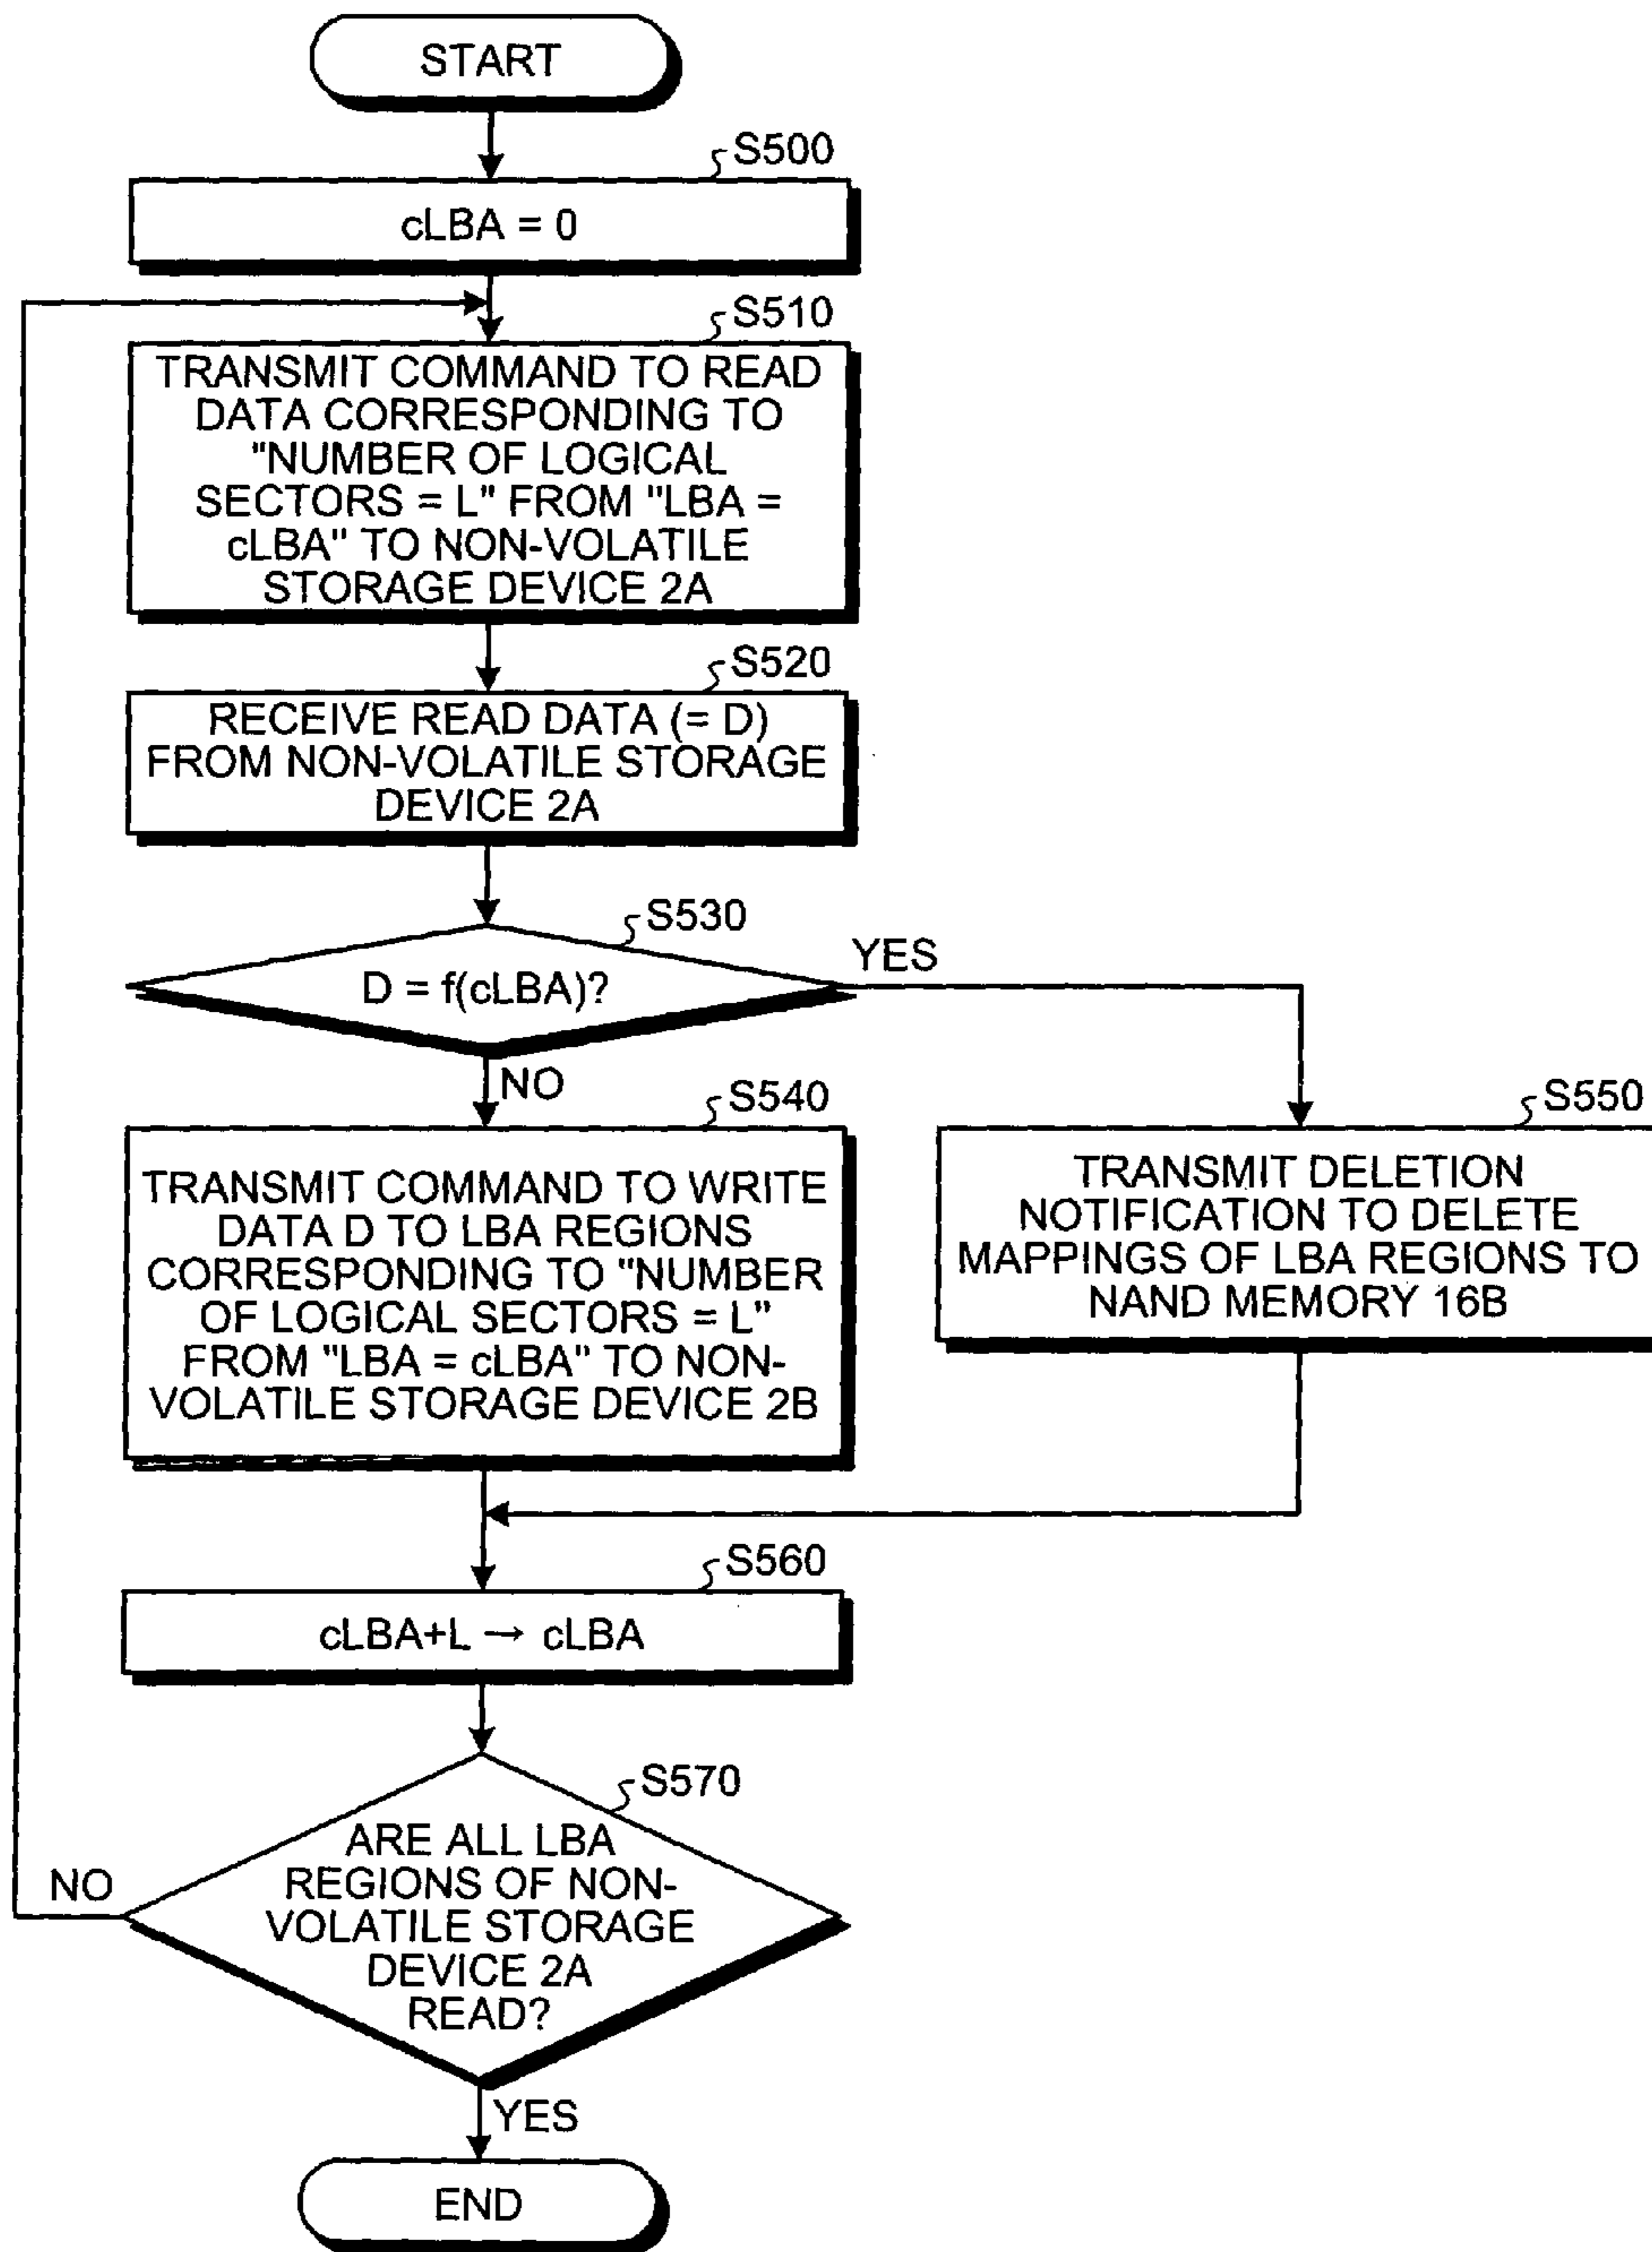 START
S500
cLBA = 0
S510
TRANSMIT COMMAND TO READ
DATA CORRESPONDING TO
"NUMBER OF LOGICAL
SECTORS = L" FROM "LBA =
cLBA" TO NON-VOLATILE
STORAGE DEVICE 2A
S520
RECEIVE READ DATA (= D)
FROM NON-VOLATILE STORAGE
DEVICE 2A
S530
D = f(cLBA)?
YES
NO
S540
TRANSMIT COMMAND TO WRITE
DATA D TO LBA REGIONS
CORRESPONDING TO "NUMBER
OF LOGICAL SECTORS = L"
FROM "LBA = cLBA" TO NON-
VOLATILE STORAGE DEVICE 2B
S550
TRANSMIT DELETION
NOTIFICATION TO DELETE
MAPPINGS OF LBA REGIONS TO
NAND MEMORY 16B
S560
cLBA+L → cLBA
S570
ARE ALL LBA
REGIONS OF NON-
VOLATILE STORAGE
DEVICE 2A
READ?
NO
YES
END